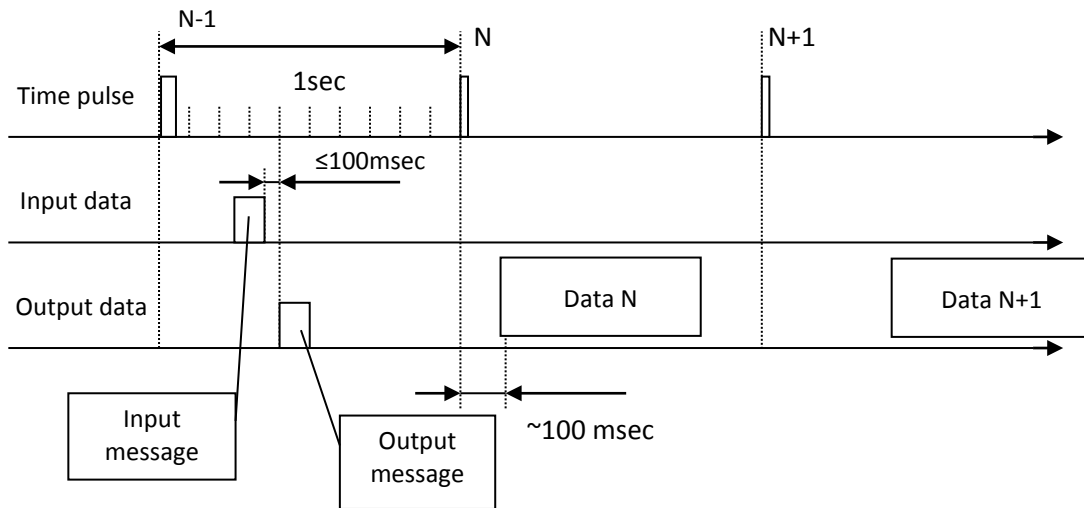 N-1
N
N+1
1sec
Time pulse
≤100msec
Input data
Output data
Data N
Data N+1
Input
message
Output
message
~100 msec